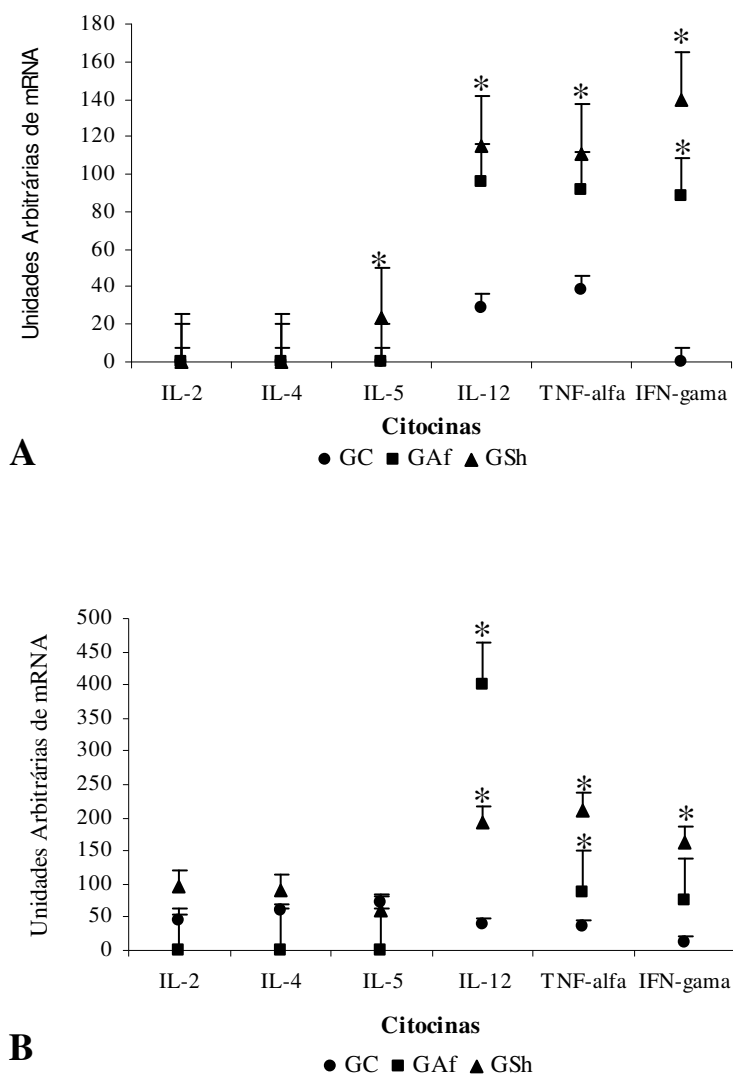 180
160
140
120
100
80
60
40
20
0
Unidades Arbitrárias de mRNA
* * * * *
IL-2 IL-4 IL-5 IL-12 TNF-alfa IFN-gama
Citocinas
A
● GC ■ GAf ▲ GSh
500
450
400
350
300
250
200
150
100
50
0
Unidades Arbitrárias de mRNA
* * * * *
IL-2 IL-4 IL-5 IL-12 TNF-alfa IFN-gama
Citocinas
B
● GC ■ GAf ▲ GSh